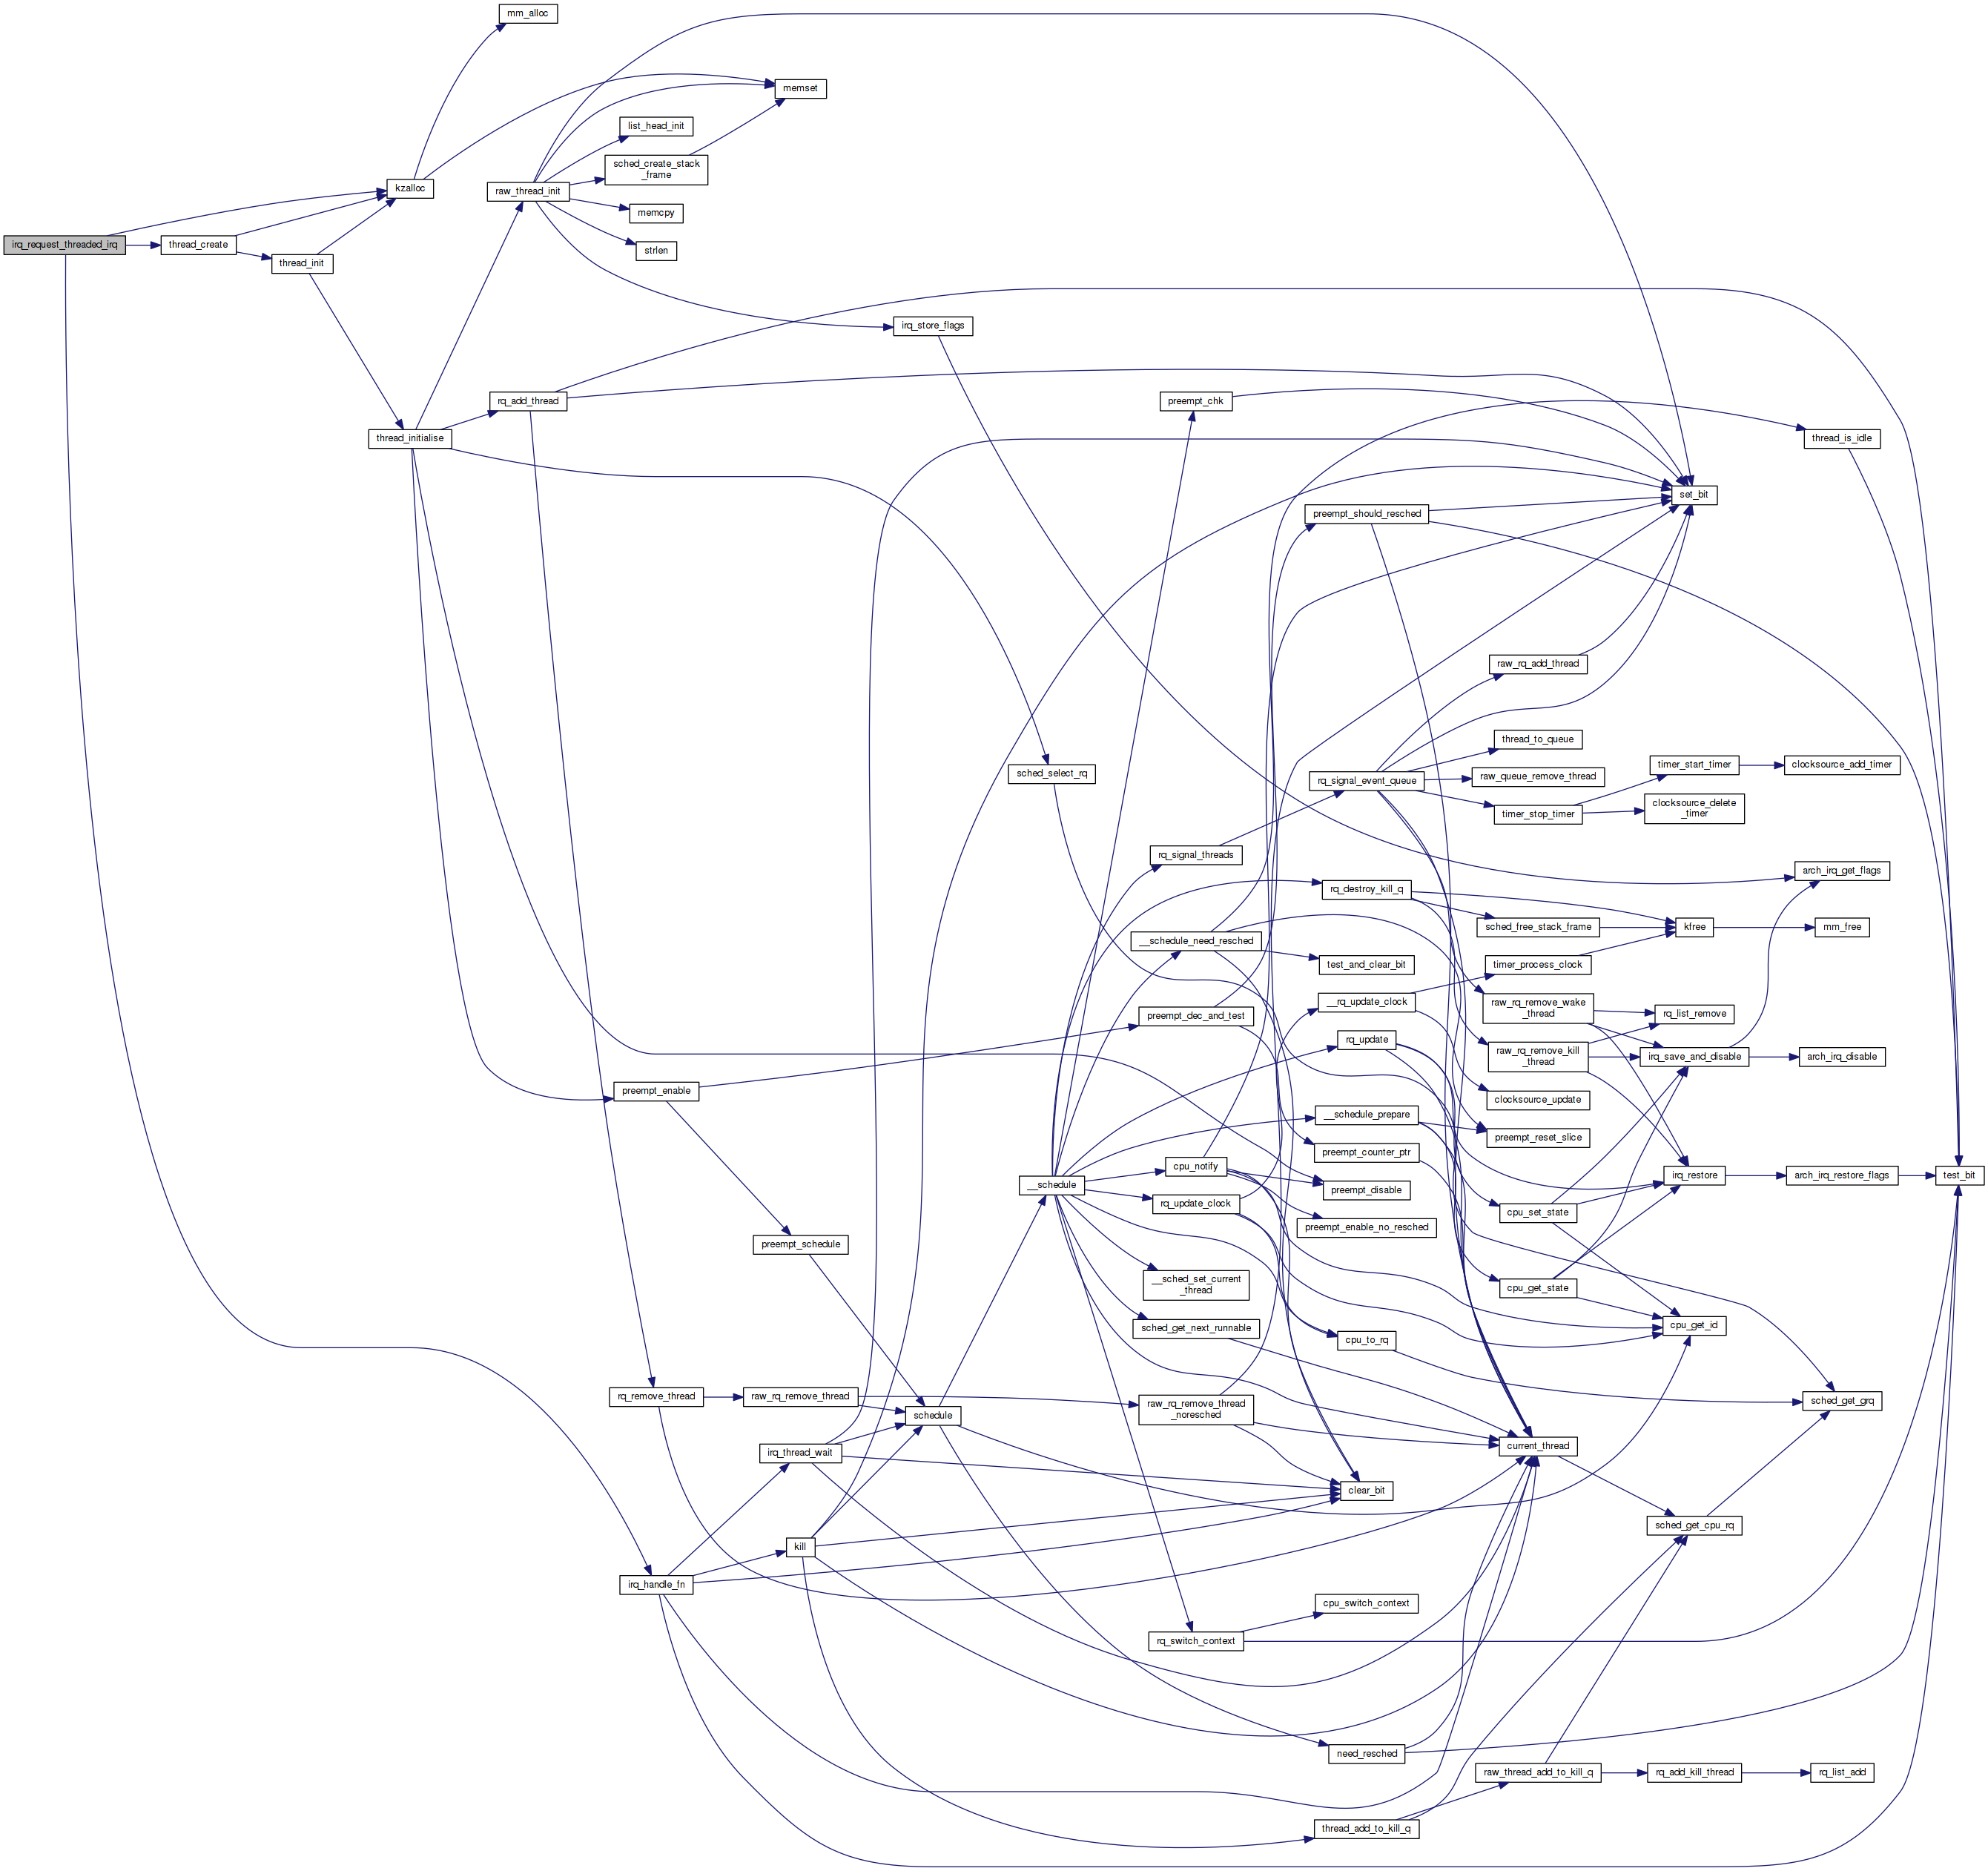 mm_alloc
memset
list_head_init
sched_create_stack
_frame
kzalloc
raw_thread_init
memcpy
irq_request_threaded_irq
thread_create
strlen
thread_init
irq_store_flags
rq_add_thread
preempt_chk
thread_initialise
thread_is_idle
set_bit
preempt_should_resched
raw_rq_add_thread
thread_to_queue
sched_select_rq
rq_signal_event_queue
raw_queue_remove_thread
timer_start_timer
clocksource_add_timer
timer_stop_timer
clocksource_delete
_timer
rq_signal_threads
arch_irq_get_flags
rq_destroy_kill_q
sched_free_stack_frame
kfree
mm_free
__schedule_need_resched
test_and_clear_bit
timer_process_clock
preempt_dec_and_test
__rq_update_clock
raw_rq_remove_wake
_thread
rq_list_remove
rq_update
raw_rq_remove_kill
_thread
irq_save_and_disable
arch_irq_disable
preempt_enable
clocksource_update
__schedule_prepare
preempt_reset_slice
preempt_counter_ptr
cpu_notify
irq_restore
arch_irq_restore_flags
test_bit
__schedule
preempt_disable
rq_update_clock
cpu_set_state
preempt_enable_no_resched
preempt_schedule
__sched_set_current
_thread
cpu_get_state
sched_get_next_runnable
cpu_to_rq
cpu_get_id
rq_remove_thread
raw_rq_remove_thread
raw_rq_remove_thread
_noresched
sched_get_grq
schedule
irq_thread_wait
current_thread
clear_bit
sched_get_cpu_rq
kill
irq_handle_fn
cpu_switch_context
rq_switch_context
need_resched
raw_thread_add_to_kill_q
rq_add_kill_thread
rq_list_add
thread_add_to_kill_q